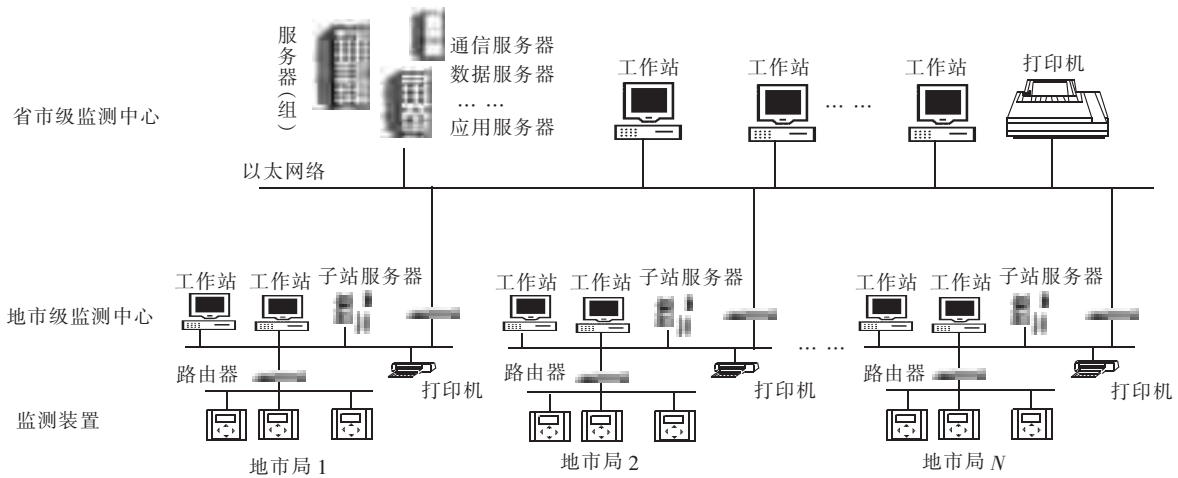 服务器(组)
通信服务器
数据服务器
… …
应用服务器
工作站
工作站
… …
工作站
打印机
省市级监测中心
以太网络
工作站
工作站
子站服务器
工作站
工作站
子站服务器
工作站
工作站
子站服务器
地市级监测中心
… …
路由器
打印机
路由器
打印机
路由器
打印机
监测装置
地市局 1
地市局 2
地市局 N